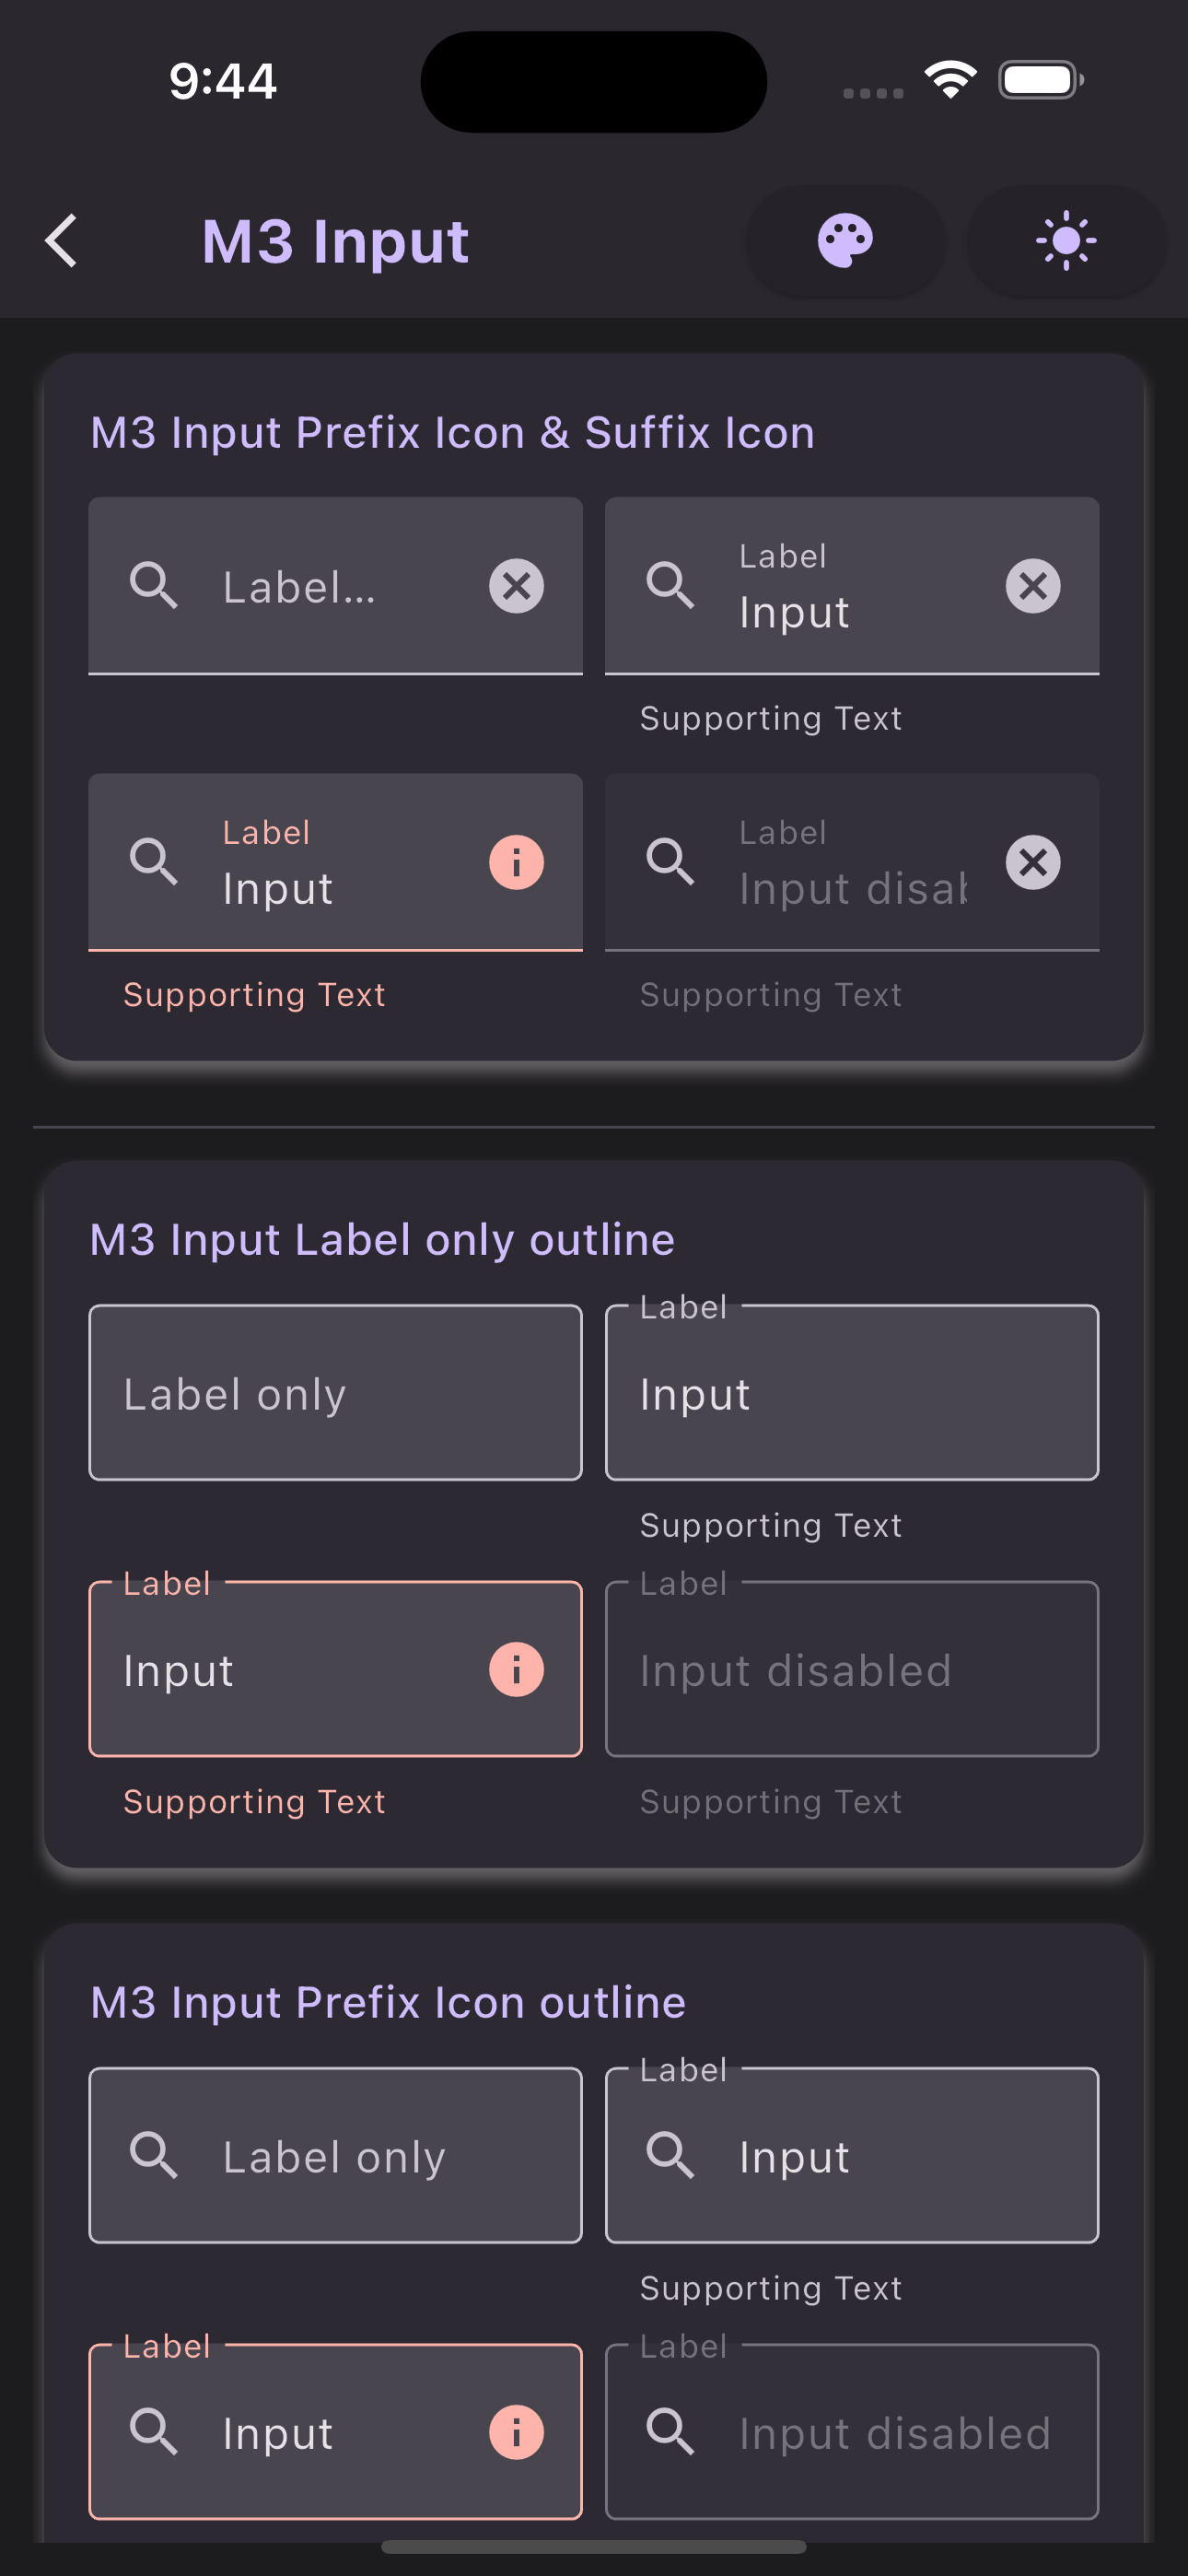 9:44
M3 Input
M3 Input Prefix Icon & Suffix Icon
Label...
Label
Input
Supporting Text
Label
Input
Supporting Text
Label
Input disab
Supporting Text
M3 Input Label only outline
Label only
Label
Input
Supporting Text
Label
Input
Supporting Text
Label
Input disabled
Supporting Text
M3 Input Prefix Icon outline
Label only
Label
Input
Supporting Text
Label
Input
Label
Input disabled